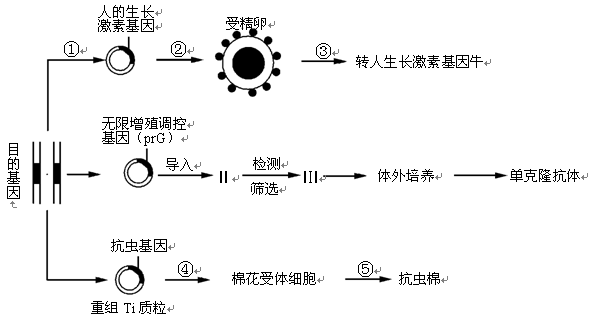 人的生长
激素基因
受精卵
① ② ③
转人生长激素基因牛
目的基因
无限增殖调控
基因（prG）
导入
II
检测
筛选
III
体外培养
单克隆抗体
抗虫基因
④
棉花受体细胞
⑤
抗虫棉
重组 Ti 质粒